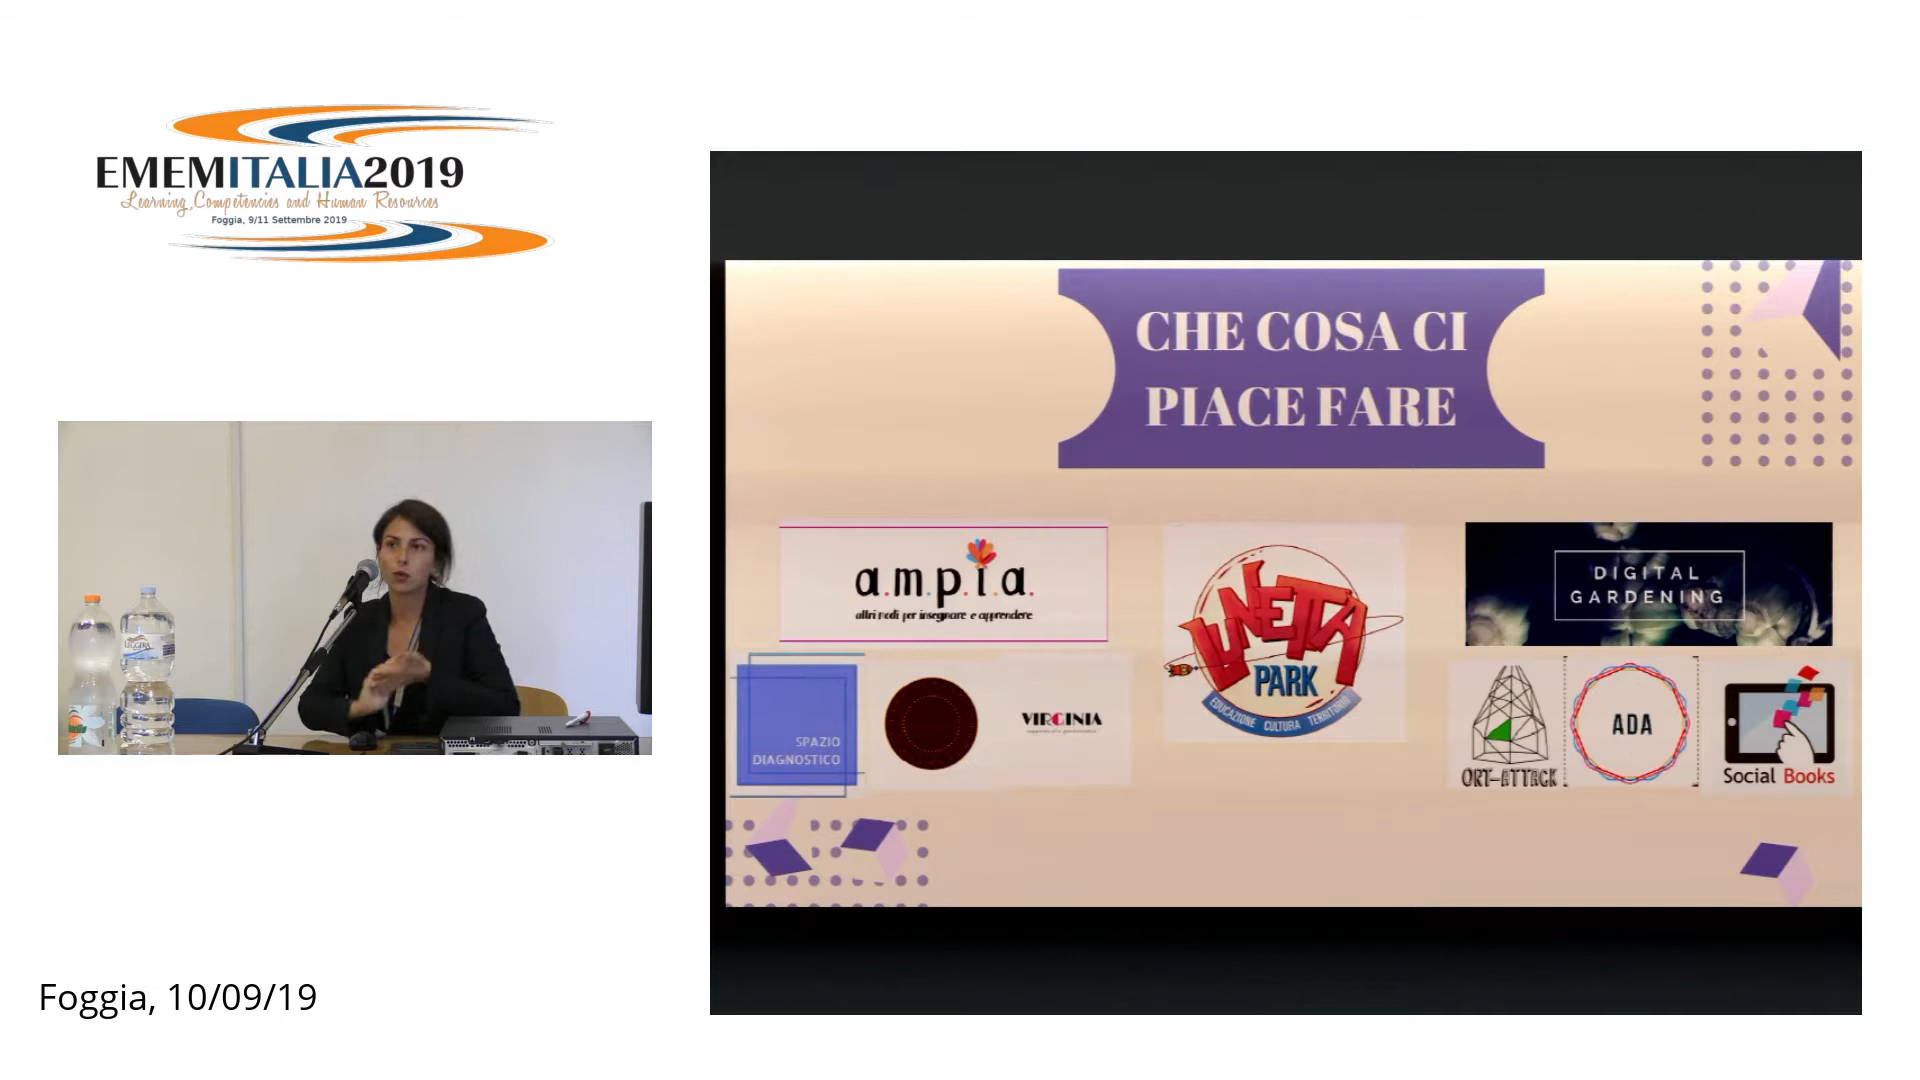 EMEMITALIA2019
Learning, Competencies and Human Resources
Foggia, 9/11 Settembre 2019
CHE COSA CI
PIACE FARE
a.m.p.i.a.
altri modi per insegnare e apprendere
LUNETTA
PARK
EDUCAZIONE CULTURA TERRITORIO
DIGITAL
GARDENING
SPAZIO
DIAGNOSTICO
VIRGINIA
ORT-ATTACK
ADA
Social Books
LEGGERA
Foggia, 10/09/19